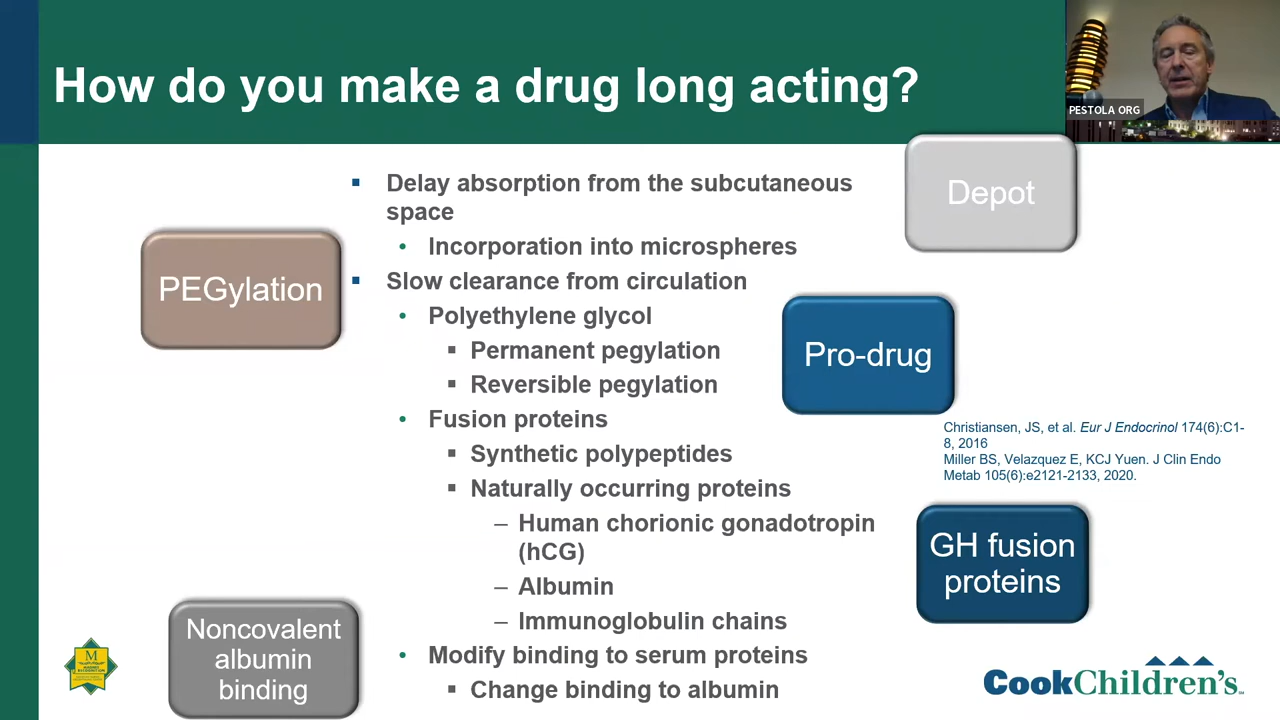 How do you make a drug long acting?
PESTOLA ORG
Depot
▪ Delay absorption from the subcutaneous
space
• Incorporation into microspheres
PEGylation
▪ Slow clearance from circulation
• Polyethylene glycol
▪ Permanent pegylation
▪ Reversible pegylation
Pro-drug
• Fusion proteins
▪ Synthetic polypeptides
▪ Naturally occurring proteins
– Human chorionic gonadotropin
(hCG)
– Albumin
– Immunoglobulin chains
Christiansen, JS, et al. Eur J Endocrinol 174(6):C1-
8, 2016
Miller BS, Velazquez E, KCJ Yuen. J Clin Endo
Metab 105(6):e2121-2133, 2020.
GH fusion
proteins
Noncovalent
albumin
binding
• Modify binding to serum proteins
▪ Change binding to albumin
M
CookChildren's